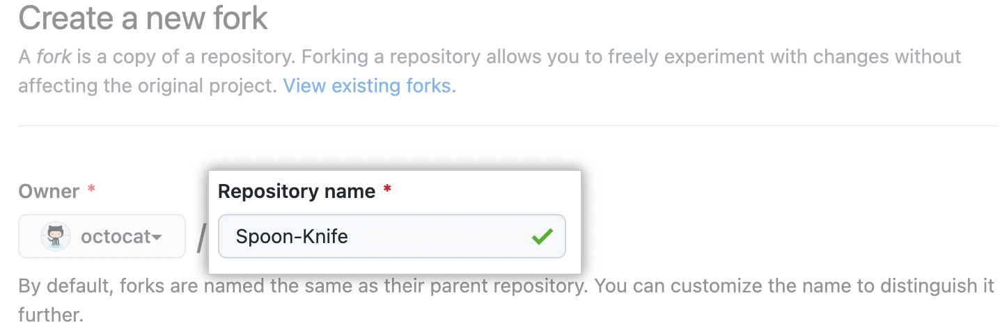 Create a new fork
A fork is a copy of a repository. Forking a repository allows you to freely experiment with changes without
affecting the original project. View existing forks.
Owner * Repository name *
octocat / Spoon-Knife
By default, forks are named the same as their parent repository. You can customize the name to distinguish it
further.